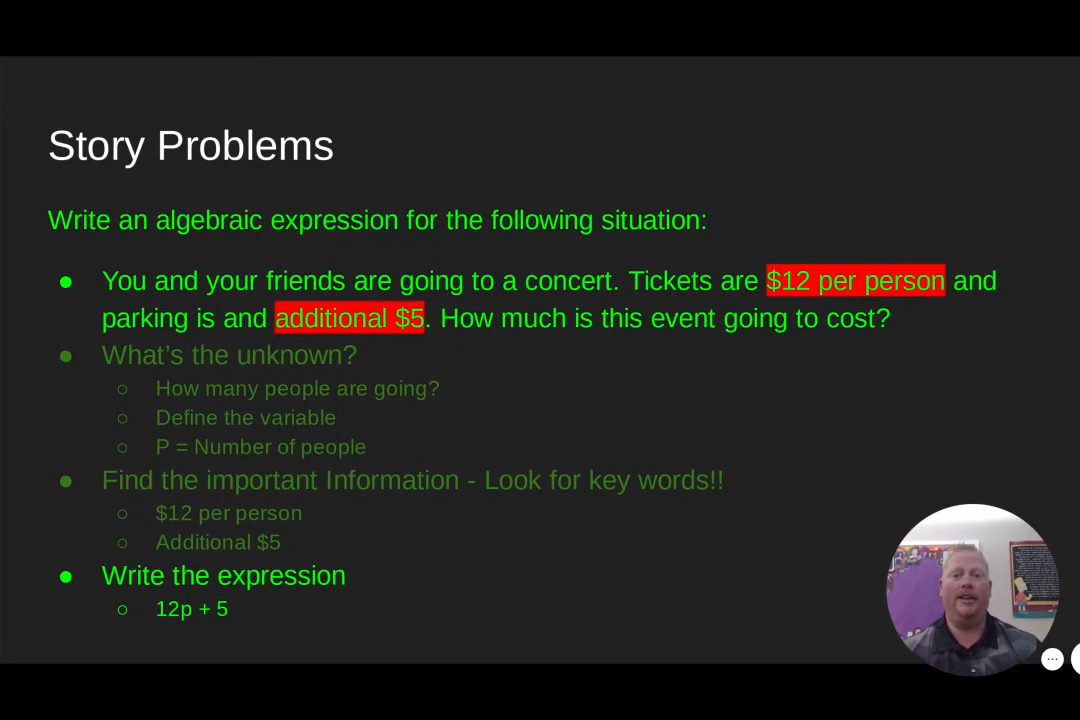 Story Problems
Write an algebraic expression for the following situation:
● You and your friends are going to a concert. Tickets are $12 per person and
parking is and additional $5. How much is this event going to cost?
● What’s the unknown?
○ How many people are going?
○ Define the variable
○ P = Number of people
● Find the important Information - Look for key words!!
○ $12 per person
○ Additional $5
● Write the expression
○ 12p + 5